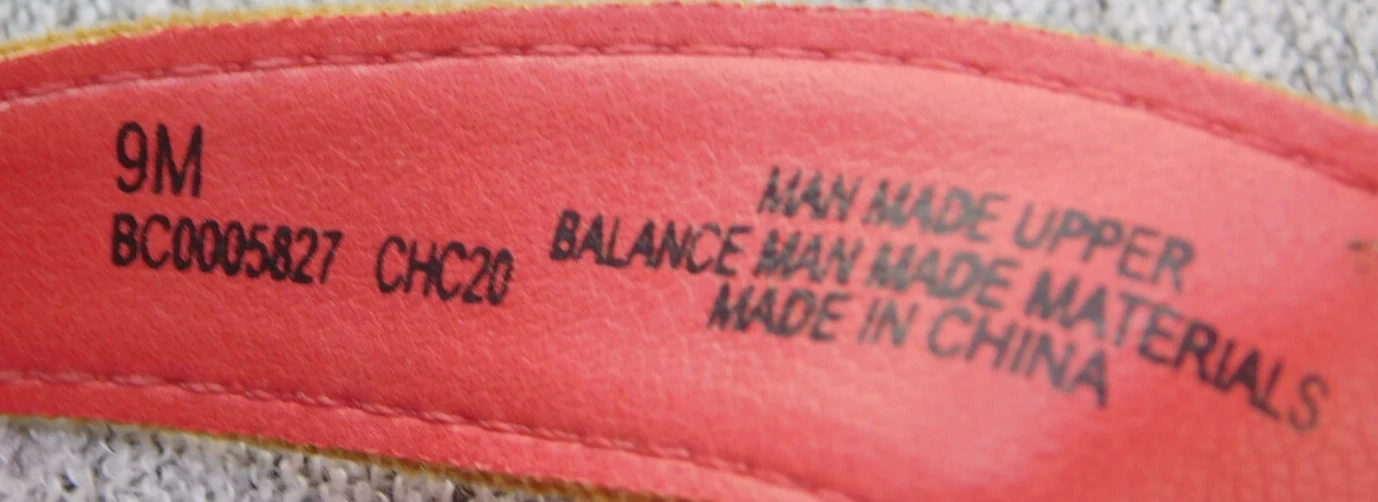 9M
BC0005827 CHC20
MAN MADE UPPER
BALANCE MAN MADE MATERIALS
MADE IN CHINA